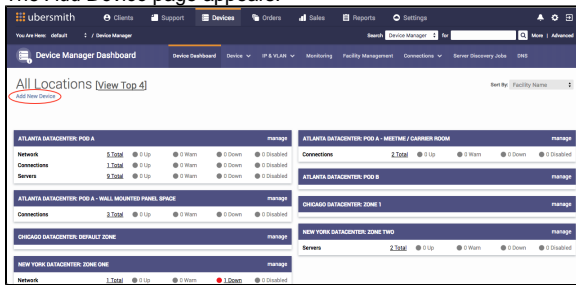 The Add Device page appears.
ubersmith Clients Support Devices Orders Sales Reports Settings
You Are Here: default / Device Manager Search Device Manager for More | Advanced
Device Manager Dashboard Device Dashboard Device IP & VLAN Monitoring Facility Management Connections Server Discovery Jobs DNS
All Locations [View Top 4] Sort By: Facility Name
Add New Device
ATLANTA DATACENTER: POD A manage
Network 5 Total 0 Up 0 Warn 0 Down 0 Disabled
Connections 1 Total 0 Up 0 Warn 0 Down 0 Disabled
Servers 9 Total 0 Up 0 Warn 0 Down 0 Disabled
ATLANTA DATACENTER: POD A - WALL MOUNTED PANEL SPACE manage
Connections 3 Total 0 Up 0 Warn 0 Down 0 Disabled
CHICAGO DATACENTER: DEFAULT ZONE manage
NEW YORK DATACENTER: ZONE ONE manage
Network 1 Total 0 Up 0 Warn 1 Down 0 Disabled
ATLANTA DATACENTER: POD A - MEETME / CARRIER ROOM manage
Connections 2 Total 0 Up 0 Warn 0 Down 0 Disabled
ATLANTA DATACENTER: POD B manage
CHICAGO DATACENTER: ZONE 1 manage
NEW YORK DATACENTER: ZONE TWO manage
Servers 2 Total 0 Up 0 Warn 0 Down 0 Disabled